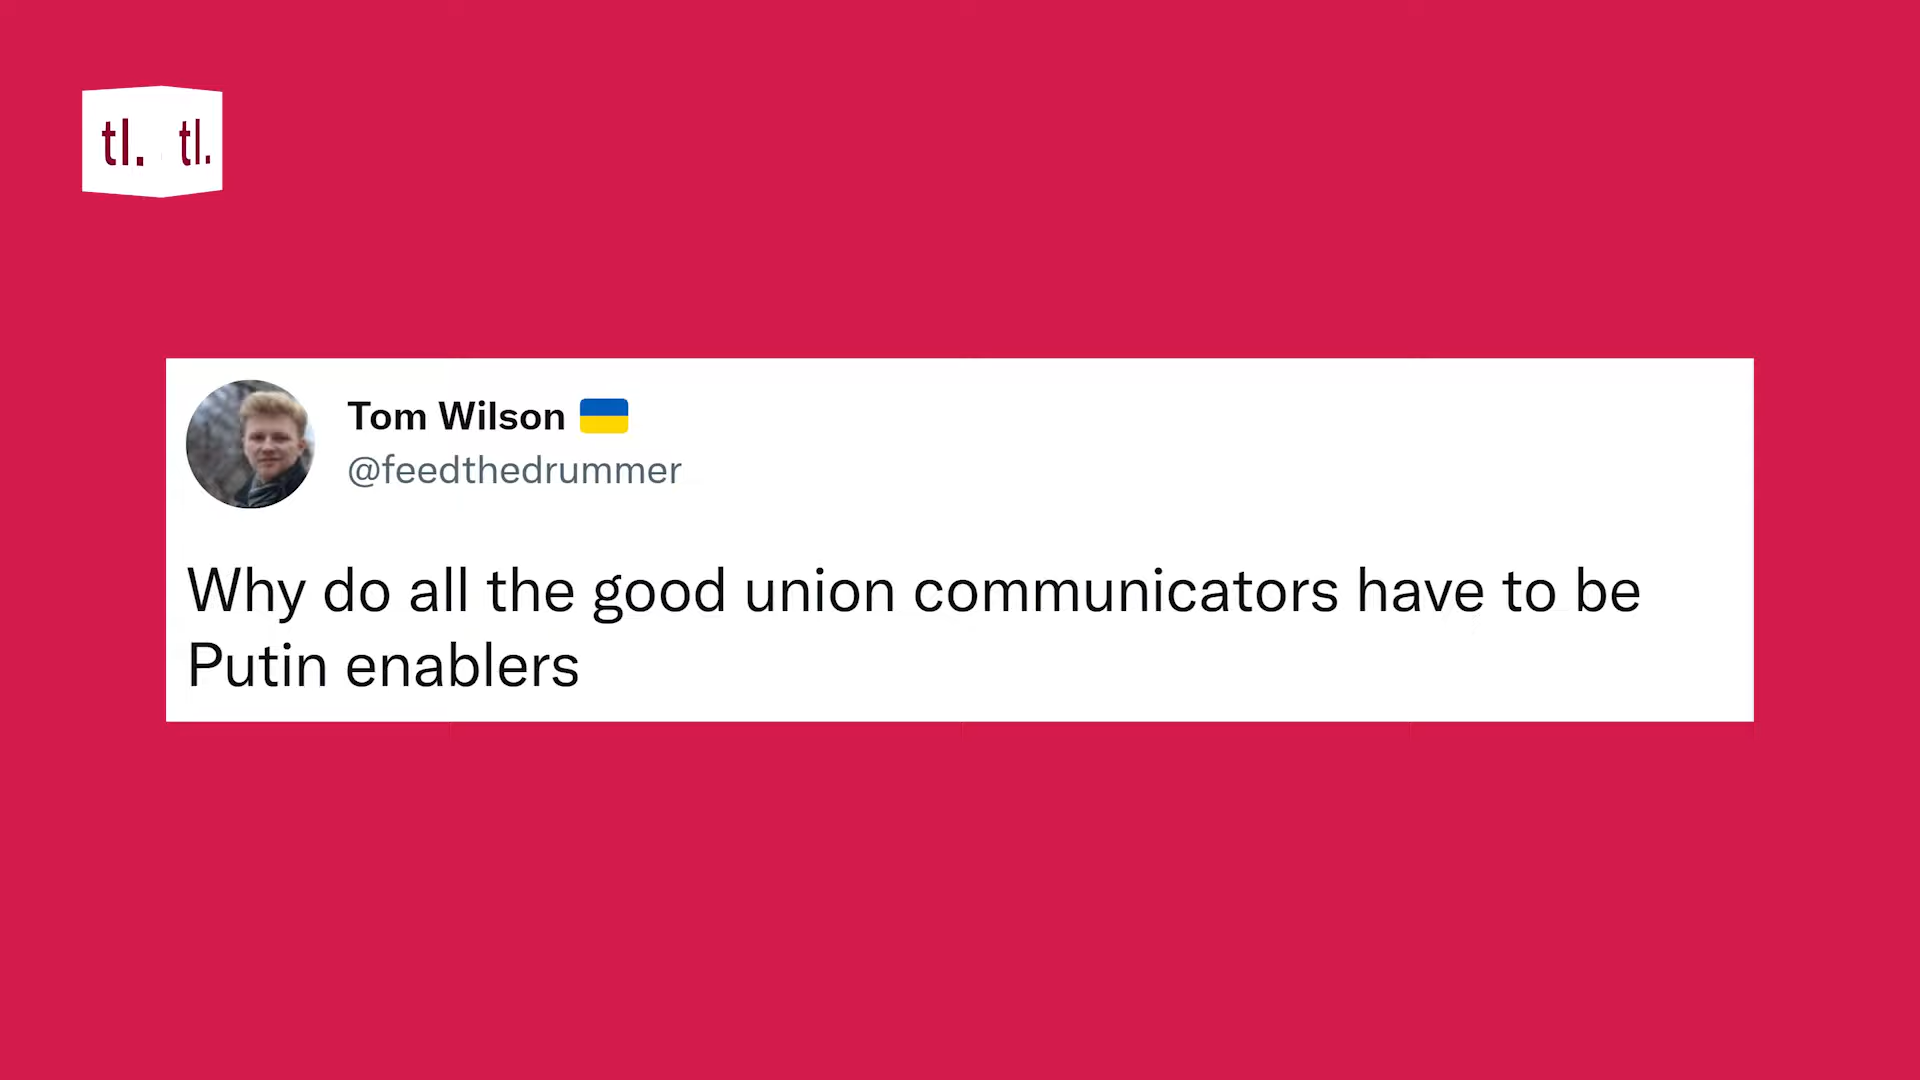 tl. tl.
Tom Wilson 🇺🇦
@feedthedrummer
Why do all the good union communicators have to be
Putin enablers